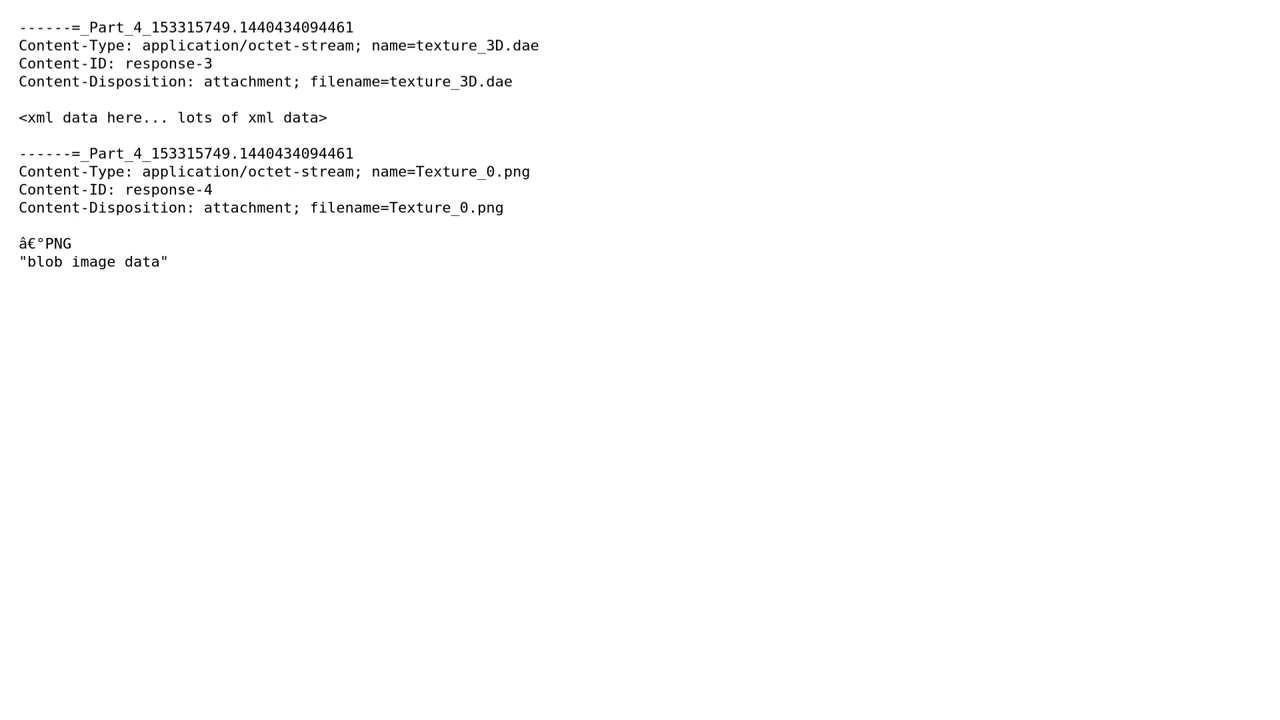 ------=_Part_4_153315749.1440434094461
Content-Type: application/octet-stream; name=texture_3D.dae
Content-ID: response-3
Content-Disposition: attachment; filename=texture_3D.dae
<xml data here... lots of xml data>
------=_Part_4_153315749.1440434094461
Content-Type: application/octet-stream; name=Texture_0.png
Content-ID: response-4
Content-Disposition: attachment; filename=Texture_0.png
â€°PNG
"blob image data"